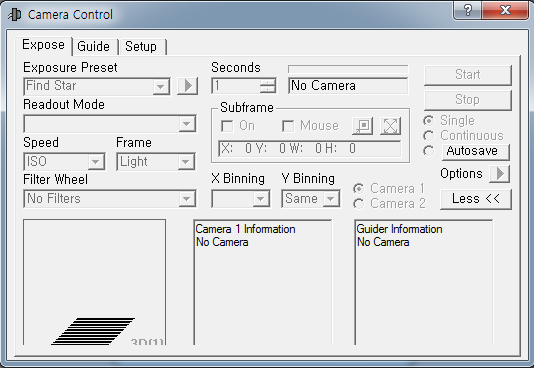 Camera Control
Expose Guide Setup
Exposure Preset
Find Star
Seconds
1
No Camera
Start
Stop
Readout Mode
Subframe
On Mouse
X: 0 Y: 0 W: 0 H: 0
Single
Continuous
Autosave
Speed Frame
ISO Light
Options
Filter Wheel
No Filters
X Binning Y Binning
Same
Camera 1
Camera 2
Less <<
Camera 1 Information
No Camera
Guider Information
No Camera